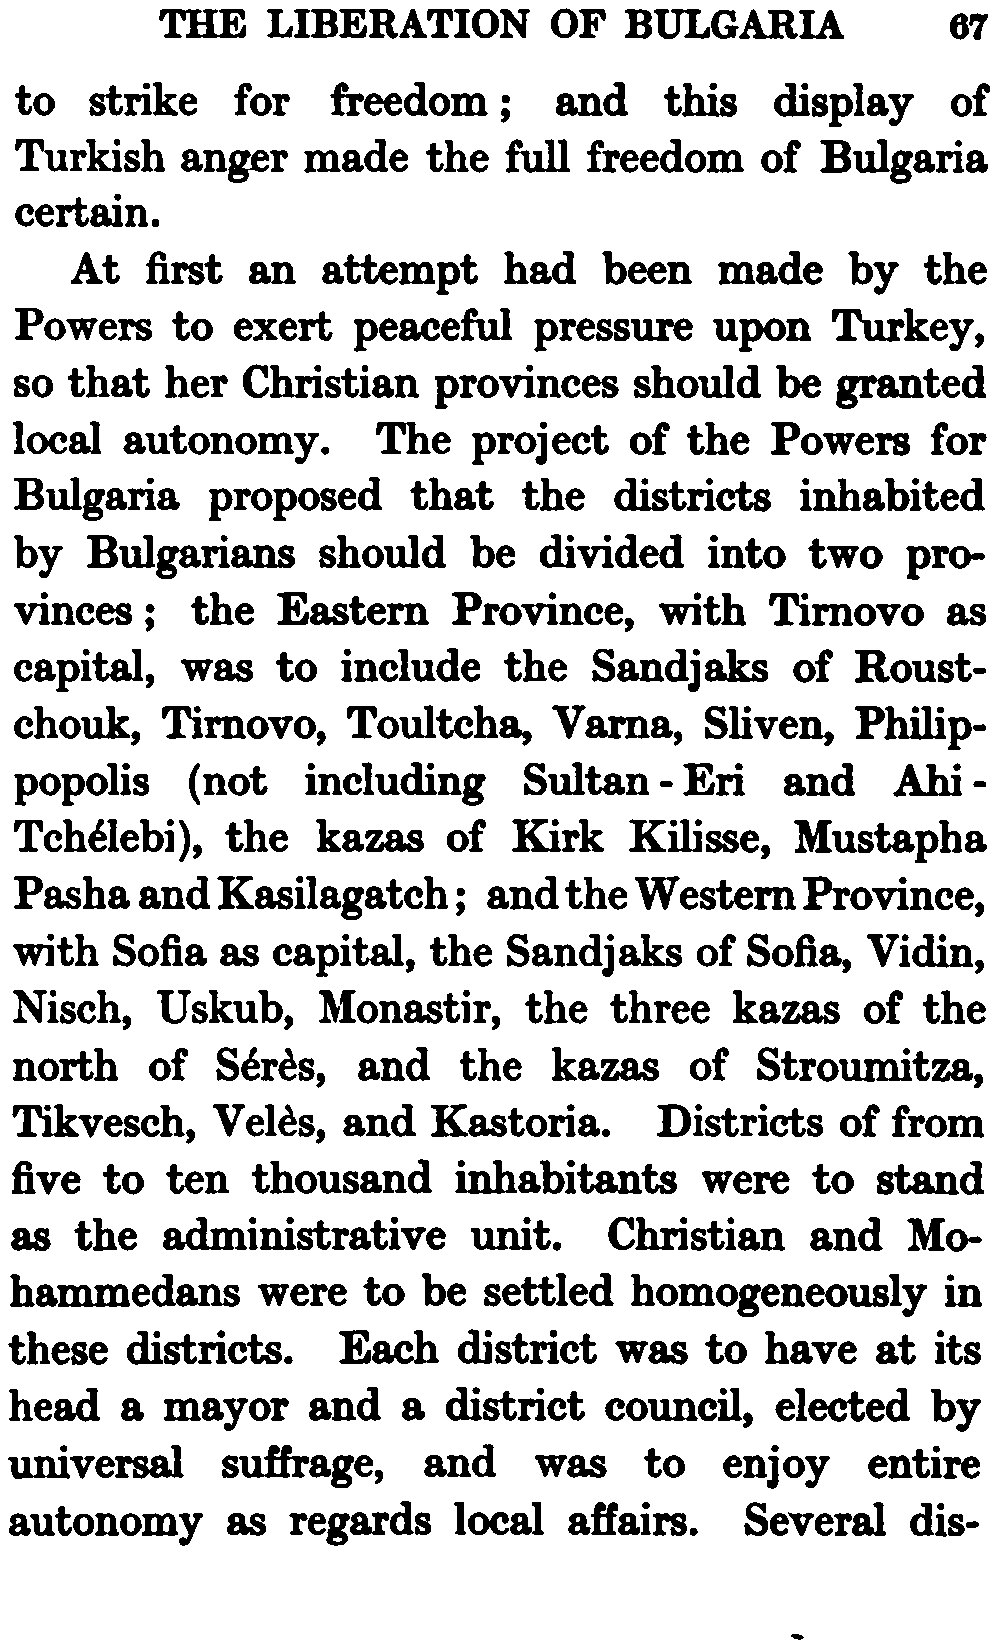 THE LIBERATION OF BULGARIA 67
to strike for freedom; and this display of
Turkish anger made the full freedom of Bulgaria
certain.
At first an attempt had been made by the
Powers to exert peaceful pressure upon Turkey,
so that her Christian provinces should be granted
local autonomy. The project of the Powers for
Bulgaria proposed that the districts inhabited
by Bulgarians should be divided into two pro-
vinces; the Eastern Province, with Tirnovo as
capital, was to include the Sandjaks of Roust-
chouk, Tirnovo, Toultcha, Varna, Sliven, Philip-
popolis (not including Sultan-Eri and Ahi-
Tchélebi), the kazas of Kirk Kilisse, Mustapha
Pasha and Kasilagatch; and the Western Province,
with Sofia as capital, the Sandjaks of Sofia, Vidin,
Nisch, Uskub, Monastir, the three kazas of the
north of Sérès, and the kazas of Stroumitza,
Tikvesch, Velès, and Kastoria. Districts of from
five to ten thousand inhabitants were to stand
as the administrative unit. Christian and Mo-
hammedans were to be settled homogeneously in
these districts. Each district was to have at its
head a mayor and a district council, elected by
universal suffrage, and was to enjoy entire
autonomy as regards local affairs. Several dis-